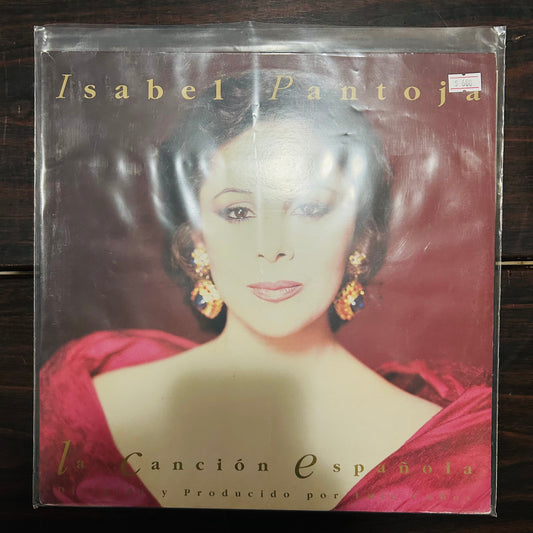 Isabel Pantoja
la Canción española
y Producido por